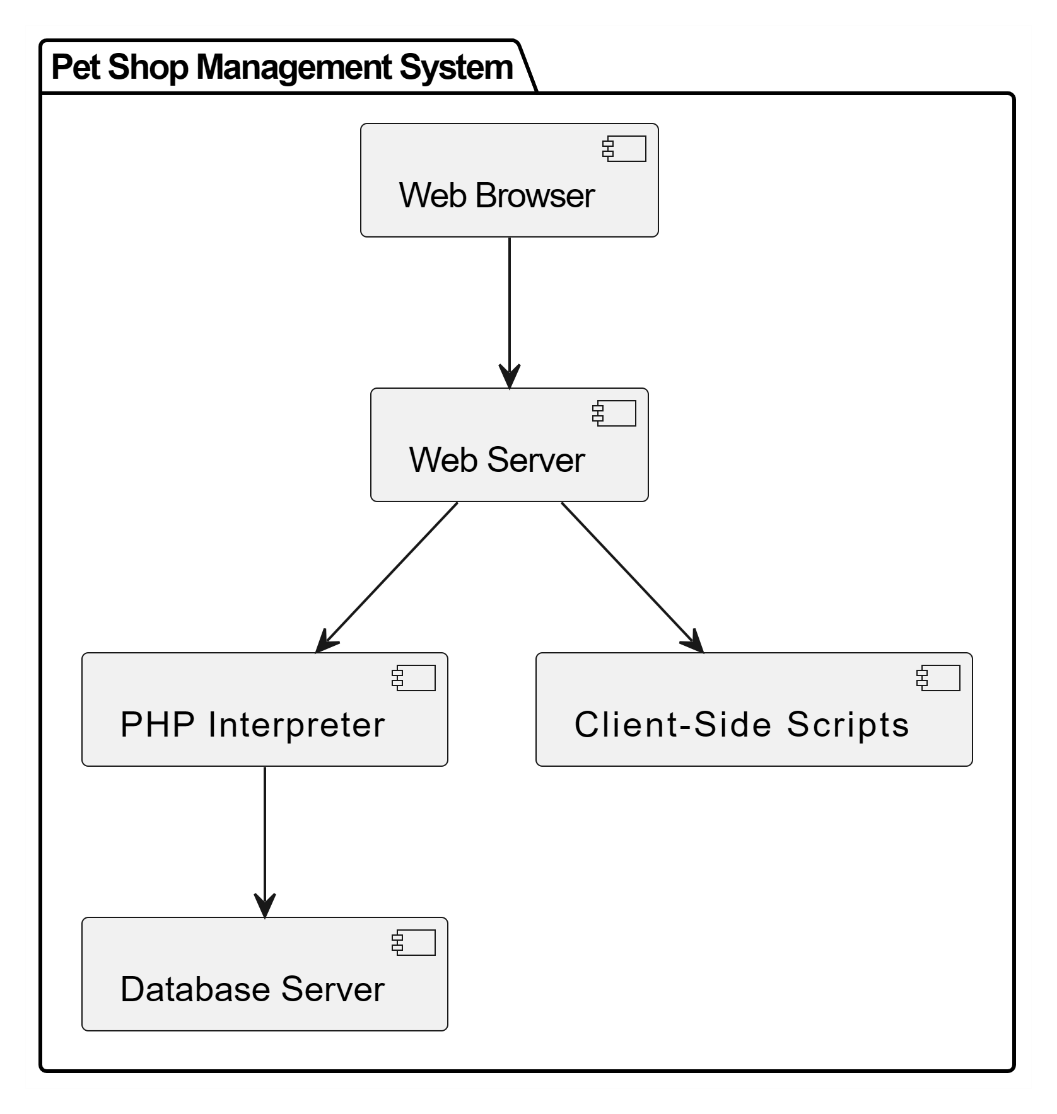 Pet Shop Management System
Web Browser
Web Server
PHP Interpreter
Client-Side Scripts
Database Server